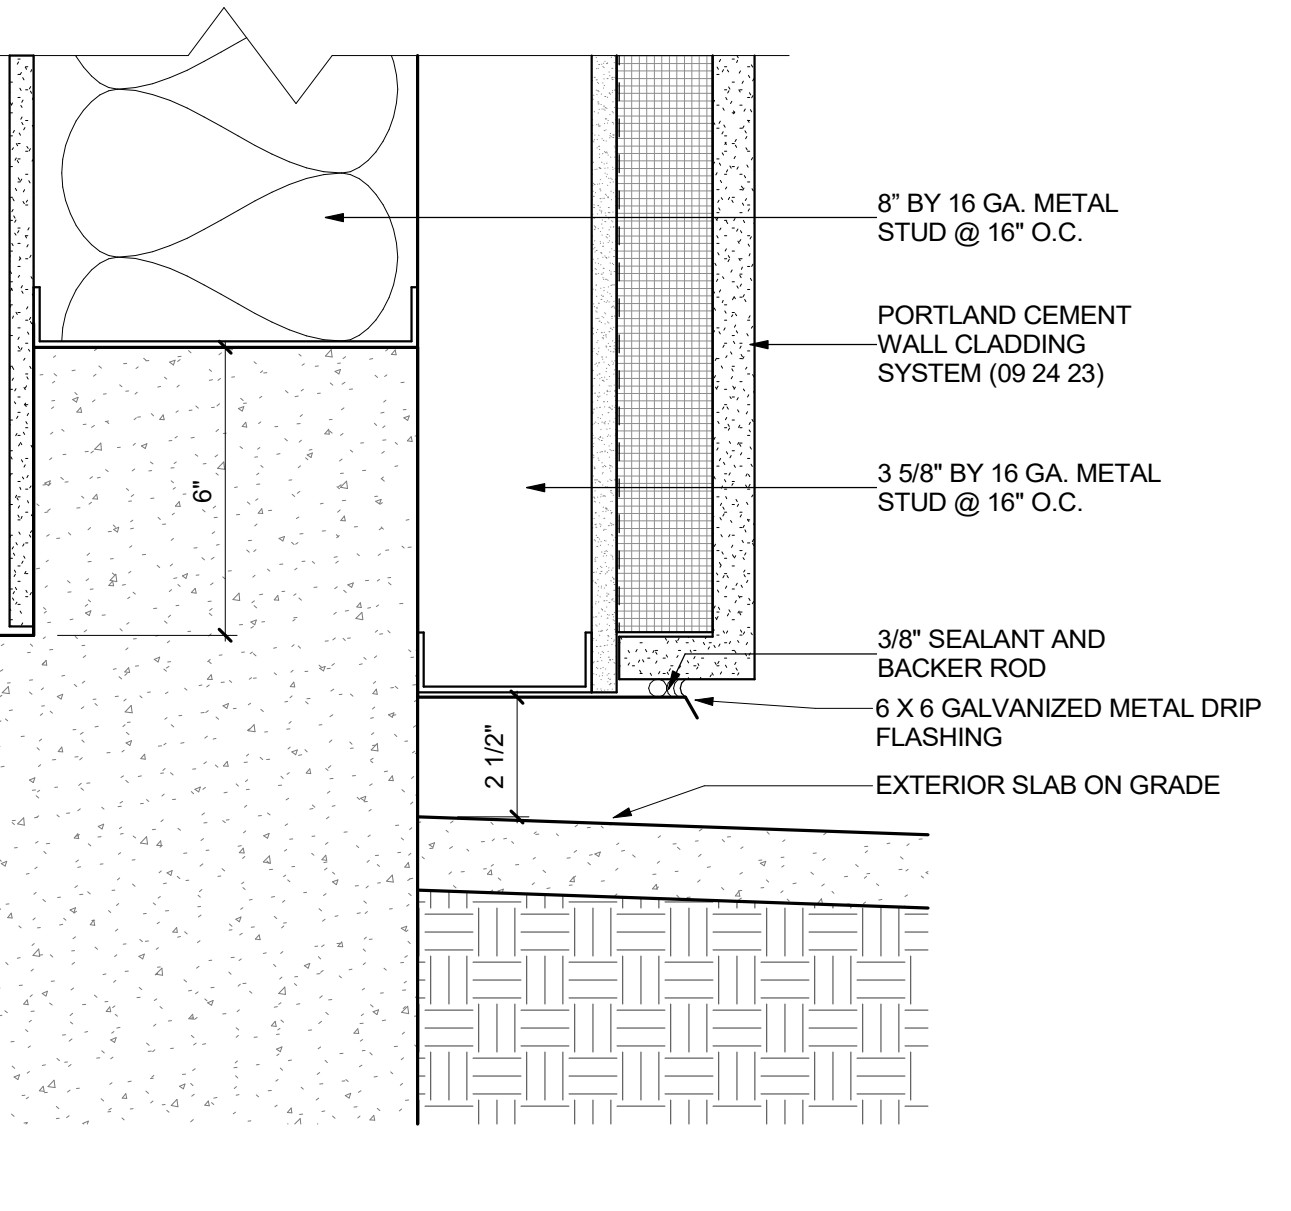 8” BY 16 GA. METAL
STUD @ 16" O.C.
PORTLAND CEMENT
WALL CLADDING
SYSTEM (09 24 23)
6"
3 5/8" BY 16 GA. METAL
STUD @ 16" O.C.
3/8" SEALANT AND
BACKER ROD
6 X 6 GALVANIZED METAL DRIP
FLASHING
2 1/2"
EXTERIOR SLAB ON GRADE